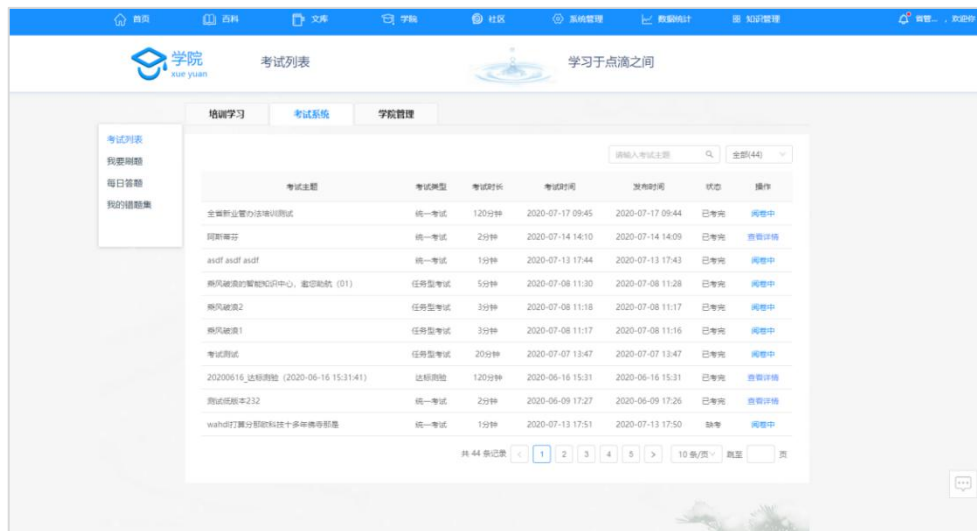 首页 百科 文库 学院 社区 系统管理 数据统计 知识管理
学院
xue yuan
考试列表
学习于点滴之间
培训学习 考试系统 学院管理
考试列表
我要刷题
每日答题
我的错题集
请输入考试主题 全部(44)
考试主题 考试类型 考试时长 考试时间 发布时间 状态 操作
全省新业管办法培训测试 统一考试 120分钟 2020-07-17 09:45 2020-07-17 09:44 已考完 阅卷中
阿斯蒂芬 统一考试 2分钟 2020-07-14 14:10 2020-07-14 14:09 已考完 查看详情
asdf asdf asdf 统一考试 1分钟 2020-07-13 17:44 2020-07-13 17:43 已考完 阅卷中
乘风破浪的智能知识中心，邀您助航（01） 任务型考试 5分钟 2020-07-08 11:30 2020-07-08 11:28 已考完 阅卷中
乘风破浪2 任务型考试 3分钟 2020-07-08 11:18 2020-07-08 11:17 已考完 阅卷中
乘风破浪1 任务型考试 3分钟 2020-07-08 11:17 2020-07-08 11:16 已考完 阅卷中
考试测试 任务型考试 20分钟 2020-07-07 13:47 2020-07-07 13:47 已考完 阅卷中
20200616_达标测验（2020-06-16 15:31:41） 达标测验 120分钟 2020-06-16 15:31 2020-06-16 15:31 已考完 查看详情
测试低版本232 统一考试 2分钟 2020-06-09 17:27 2020-06-09 17:26 已考完 查看详情
统一考试 1分钟 2020-07-13 17:51 2020-07-13 17:50 缺考 阅卷中
共 44 条记录 < 1 2 3 4 5 > 10 条/页 跳至 页